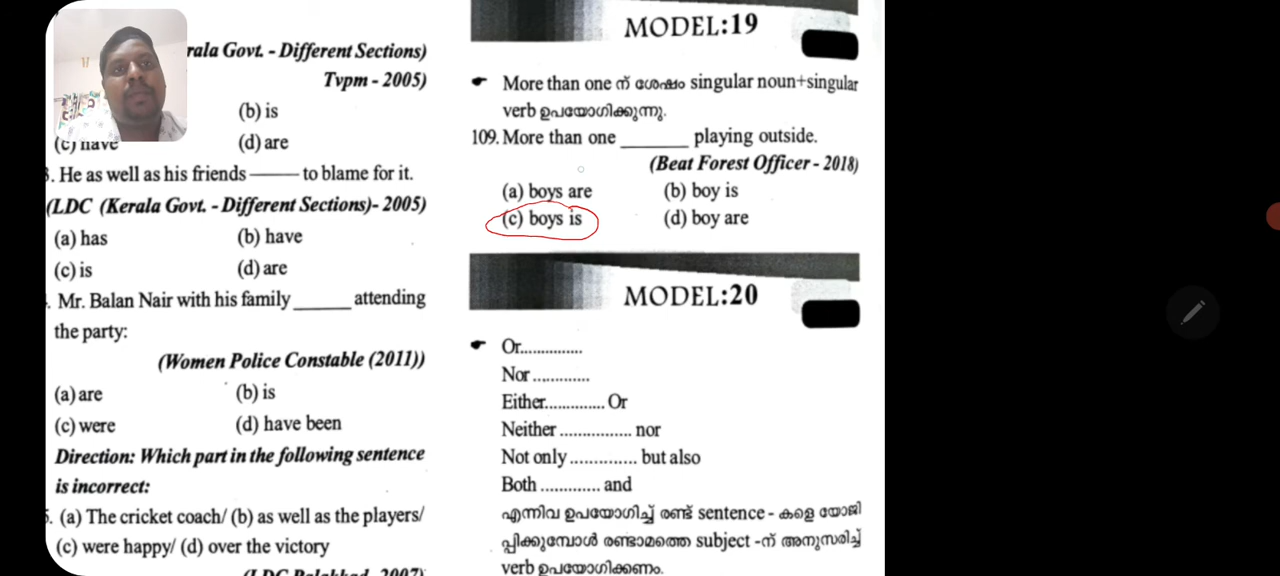 rala Govt. - Different Sections)
Tvpm - 2005)
(b) is
(c) have
(d) are
. He as well as his friends —— to blame for it.
(LDC (Kerala Govt. - Different Sections)- 2005)
(a) has
(b) have
(c) is
(d) are
. Mr. Balan Nair with his family ______ attending
the party:
(Women Police Constable (2011))
(a) are
(b) is
(c) were
(d) have been
Direction: Which part in the following sentence
is incorrect:
. (a) The cricket coach/ (b) as well as the players/
(c) were happy/ (d) over the victory
(LDC Palakkad 2007)
MODEL:19
More than one ന് ശേഷം singular noun+singular
verb ഉപയോഗിക്കുന്നു.
109. More than one _______ playing outside.
(Beat Forest Officer - 2018)
(a) boys are
(b) boy is
(c) boys is
(d) boy are
MODEL:20
Or...............
Nor .............
Either.............. Or
Neither ................ nor
Not only .............. but also
Both ............. and
എന്നിവ ഉപയോഗിച്ച് രണ്ട് sentence - കളെ യോജി
പ്പിക്കുമ്പോൾ രണ്ടാമത്തെ subject -ന് അനുസരിച്ച്
verb ഉപയോഗിക്കണം.